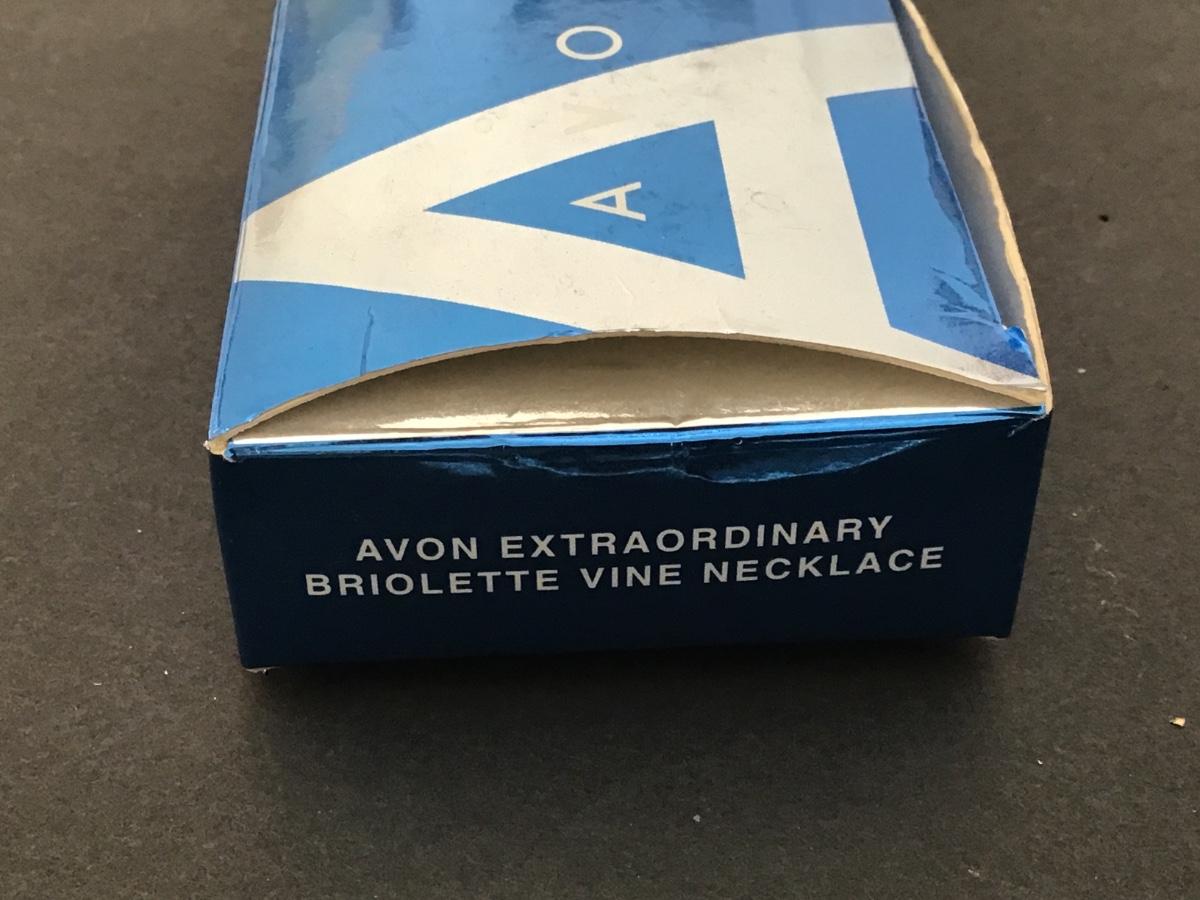 A V O
AVON EXTRAORDINARY
BRIOLETTE VINE NECKLACE